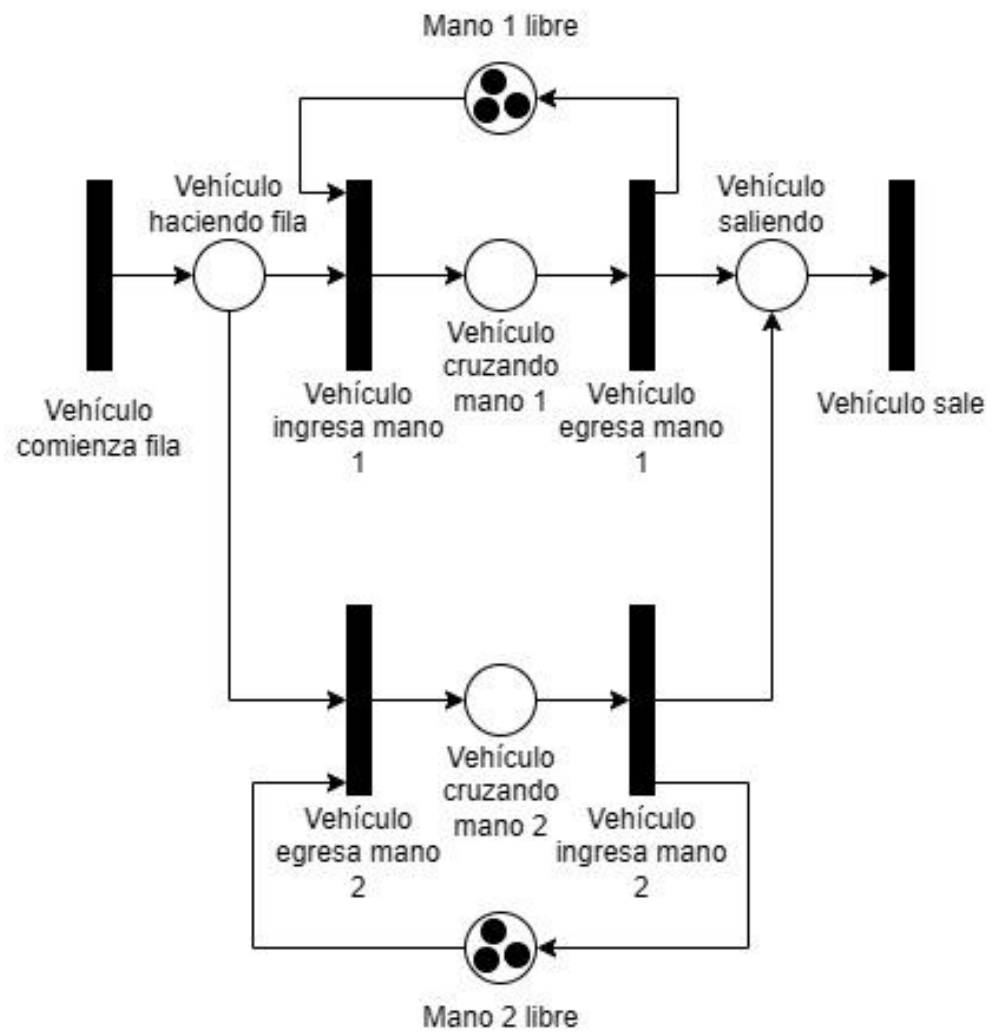 Mano 1 libre
Vehículo
haciendo fila
Vehículo
saliendo
Vehículo
cruzando
mano 1
Vehículo
comienza fila
Vehículo
ingresa mano
1
Vehículo
egresa mano
1
Vehículo sale
Vehículo
cruzando
mano 2
Vehículo
egresa mano
2
Vehículo
ingresa mano
2
Mano 2 libre